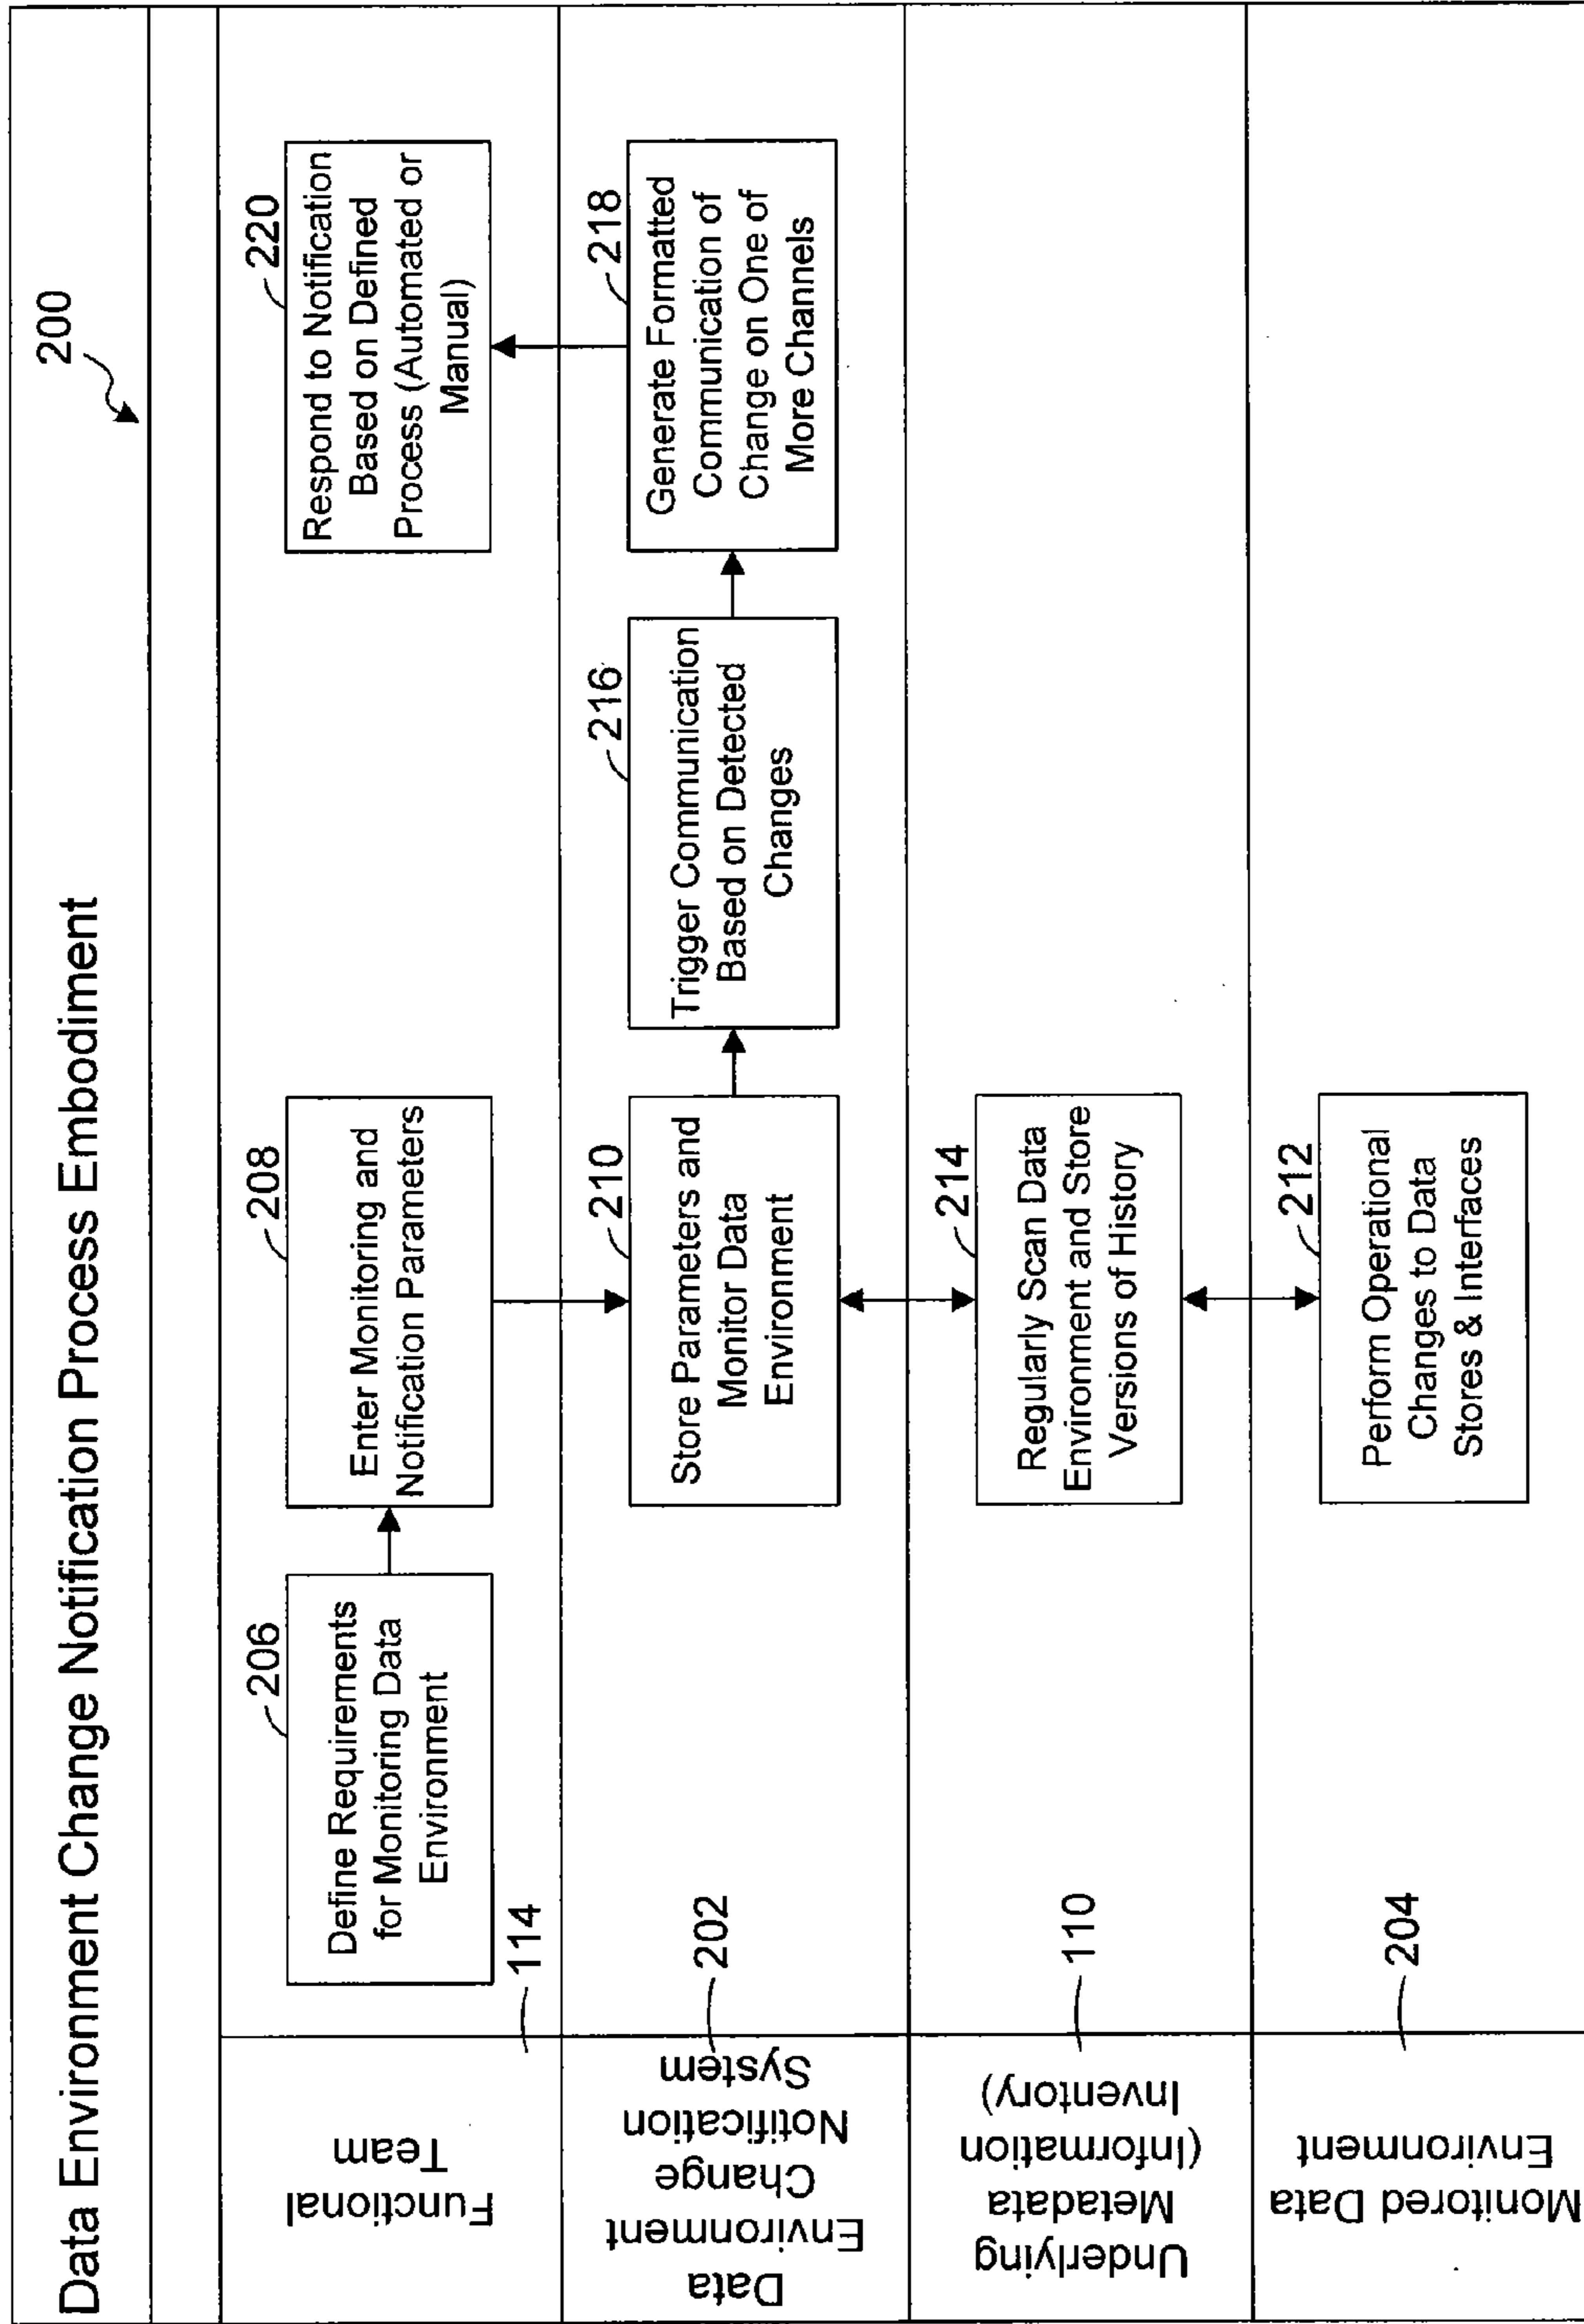 Data Environment Change Notification Process Embodiment
200
Functional
Team
114
206
Define Requirements
for Monitoring Data
Environment
208
Enter Monitoring and
Notification Parameters
220
Respond to Notification
Based on Defined
Process (Automated or
Manual)
Data
Environment
Change
Notification
System
202
210
Store Parameters and
Monitor Data
Environment
216
Trigger Communication
Based on Detected
Changes
218
Generate Formatted
Communication of
Change on One of
More Channels
Underlying
Metadata
(Information
Inventory)
110
214
Regularly Scan Data
Environment and Store
Versions of History
Monitored Data
Environment
204
212
Perform Operational
Changes to Data
Stores & Interfaces